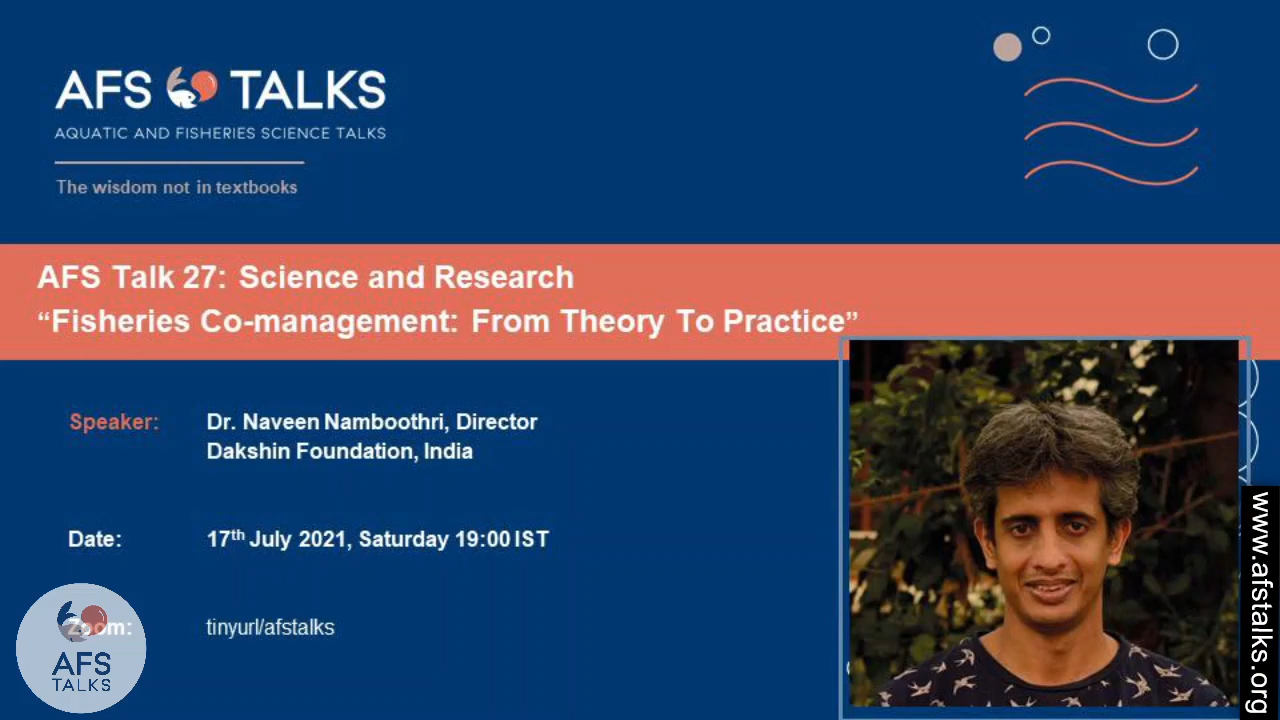 AFS TALKS
AQUATIC AND FISHERIES SCIENCE TALKS
The wisdom not in textbooks
AFS Talk 27: Science and Research
“Fisheries Co-management: From Theory To Practice”
Speaker: Dr. Naveen Namboothri, Director
Dakshin Foundation, India
Date: 17th July 2021, Saturday 19:00 IST
Zoom: tinyurl/afstalks
AFS
TALKS
www.afstalks.org